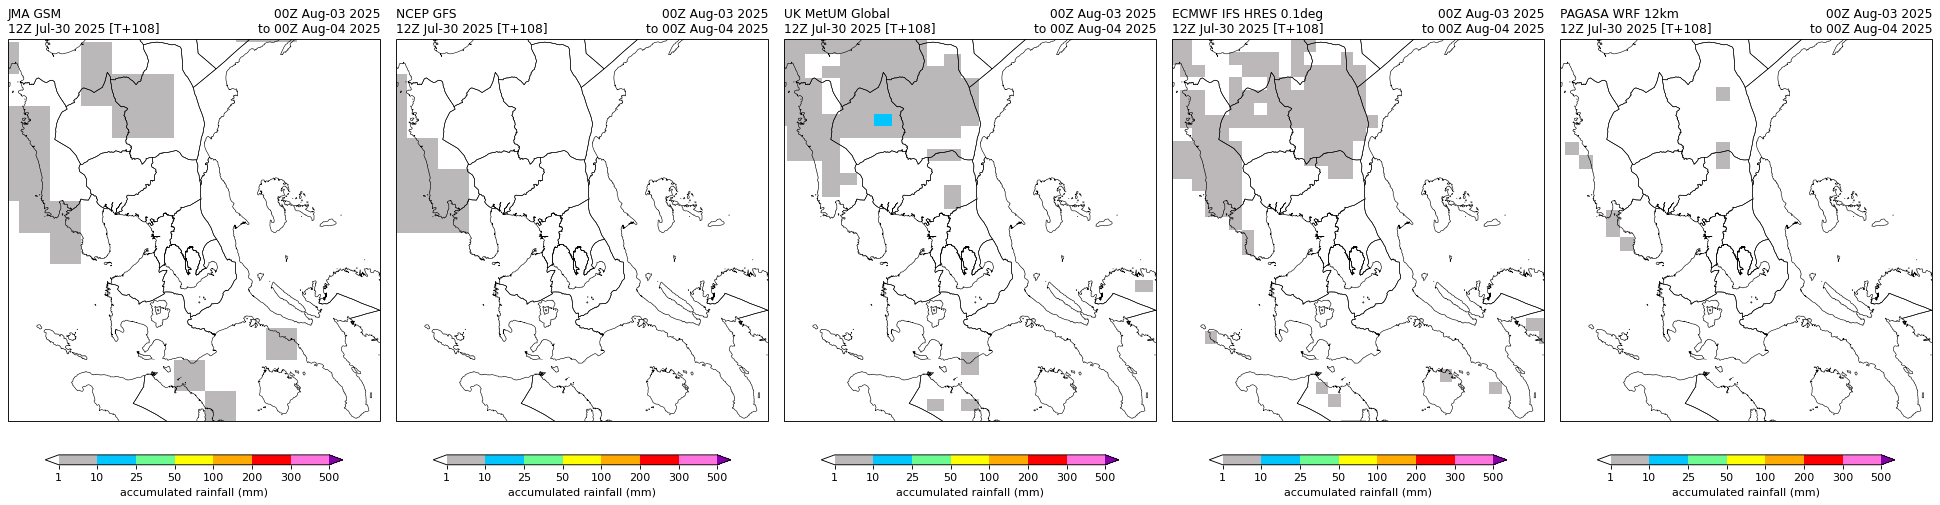 JMA GSM 00Z Aug-03 2025
12Z Jul-30 2025 [T+108] to 00Z Aug-04 2025
NCEP GFS 00Z Aug-03 2025
12Z Jul-30 2025 [T+108] to 00Z Aug-04 2025
UK MetUM Global 00Z Aug-03 2025
12Z Jul-30 2025 [T+108] to 00Z Aug-04 2025
ECMWF IFS HRES 0.1deg 00Z Aug-03 2025
12Z Jul-30 2025 [T+108] to 00Z Aug-04 2025
PAGASA WRF 12km 00Z Aug-03 2025
12Z Jul-30 2025 [T+108] to 00Z Aug-04 2025
1 10 25 50 100 200 300 500
accumulated rainfall (mm)
1 10 25 50 100 200 300 500
accumulated rainfall (mm)
1 10 25 50 100 200 300 500
accumulated rainfall (mm)
1 10 25 50 100 200 300 500
accumulated rainfall (mm)
1 10 25 50 100 200 300 500
accumulated rainfall (mm)